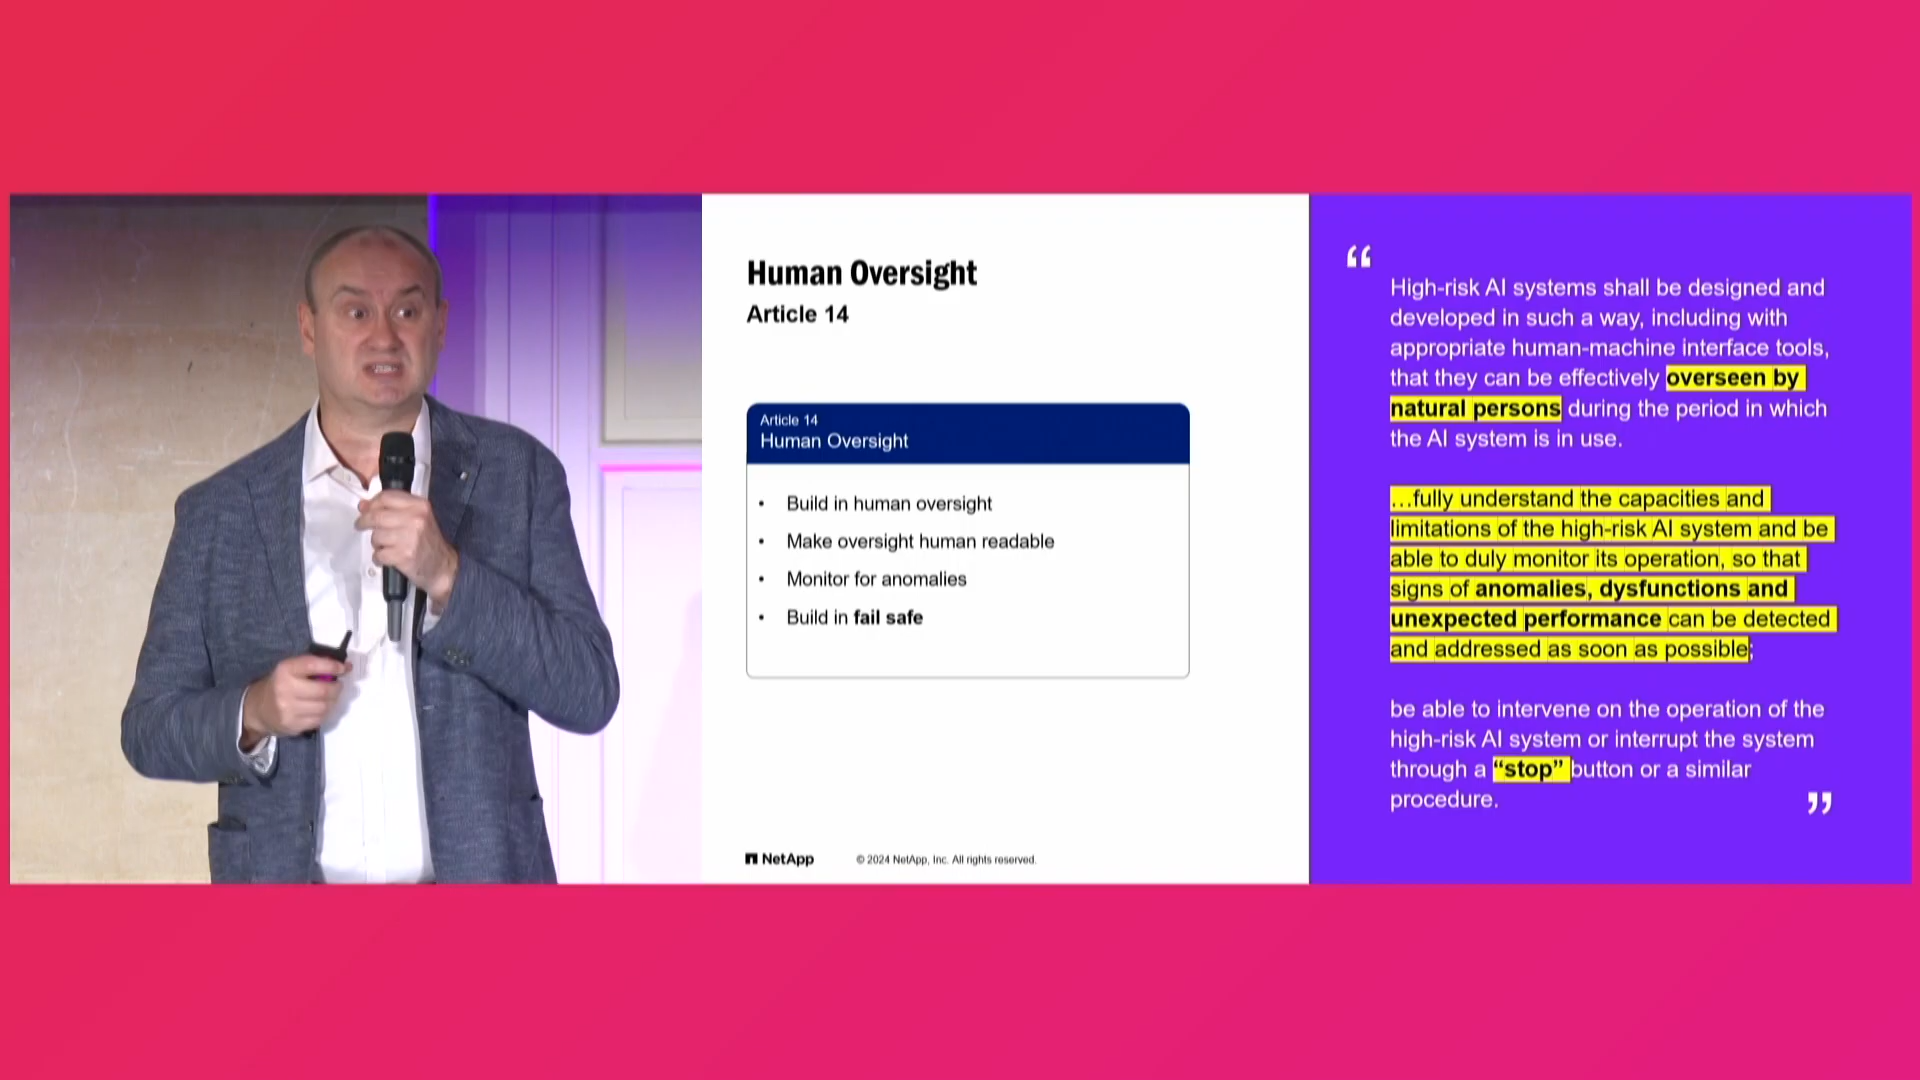 Human Oversight
Article 14
Article 14
Human Oversight
• Build in human oversight
• Make oversight human readable
• Monitor for anomalies
• Build in fail safe
NetApp
© 2024 NetApp, Inc. All rights reserved.
“
High-risk AI systems shall be designed and
developed in such a way, including with
appropriate human-machine interface tools,
that they can be effectively overseen by
natural persons during the period in which
the AI system is in use.
…fully understand the capacities and
limitations of the high-risk AI system and be
able to duly monitor its operation, so that
signs of anomalies, dysfunctions and
unexpected performance can be detected
and addressed as soon as possible;
be able to intervene on the operation of the
high-risk AI system or interrupt the system
through a “stop” button or a similar
procedure.
”